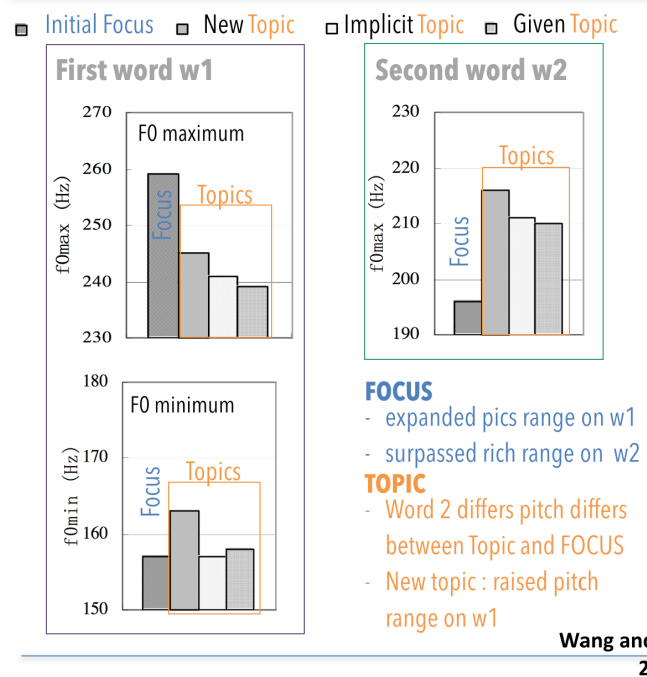 Initial Focus New Topic Implicit Topic Given Topic
First word w1
270
260
250
240
230
f0max (Hz)
F0 maximum
Focus
Topics
180
170
160
150
f0min (Hz)
F0 minimum
Focus
Topics
Second word w2
230
220
210
200
190
f0max (Hz)
Focus
Topics
FOCUS
- expanded pics range on w1
- surpassed rich range on w2
TOPIC
- Word 2 differs pitch differs
between Topic and FOCUS
- New topic : raised pitch
range on w1
Wang and
2